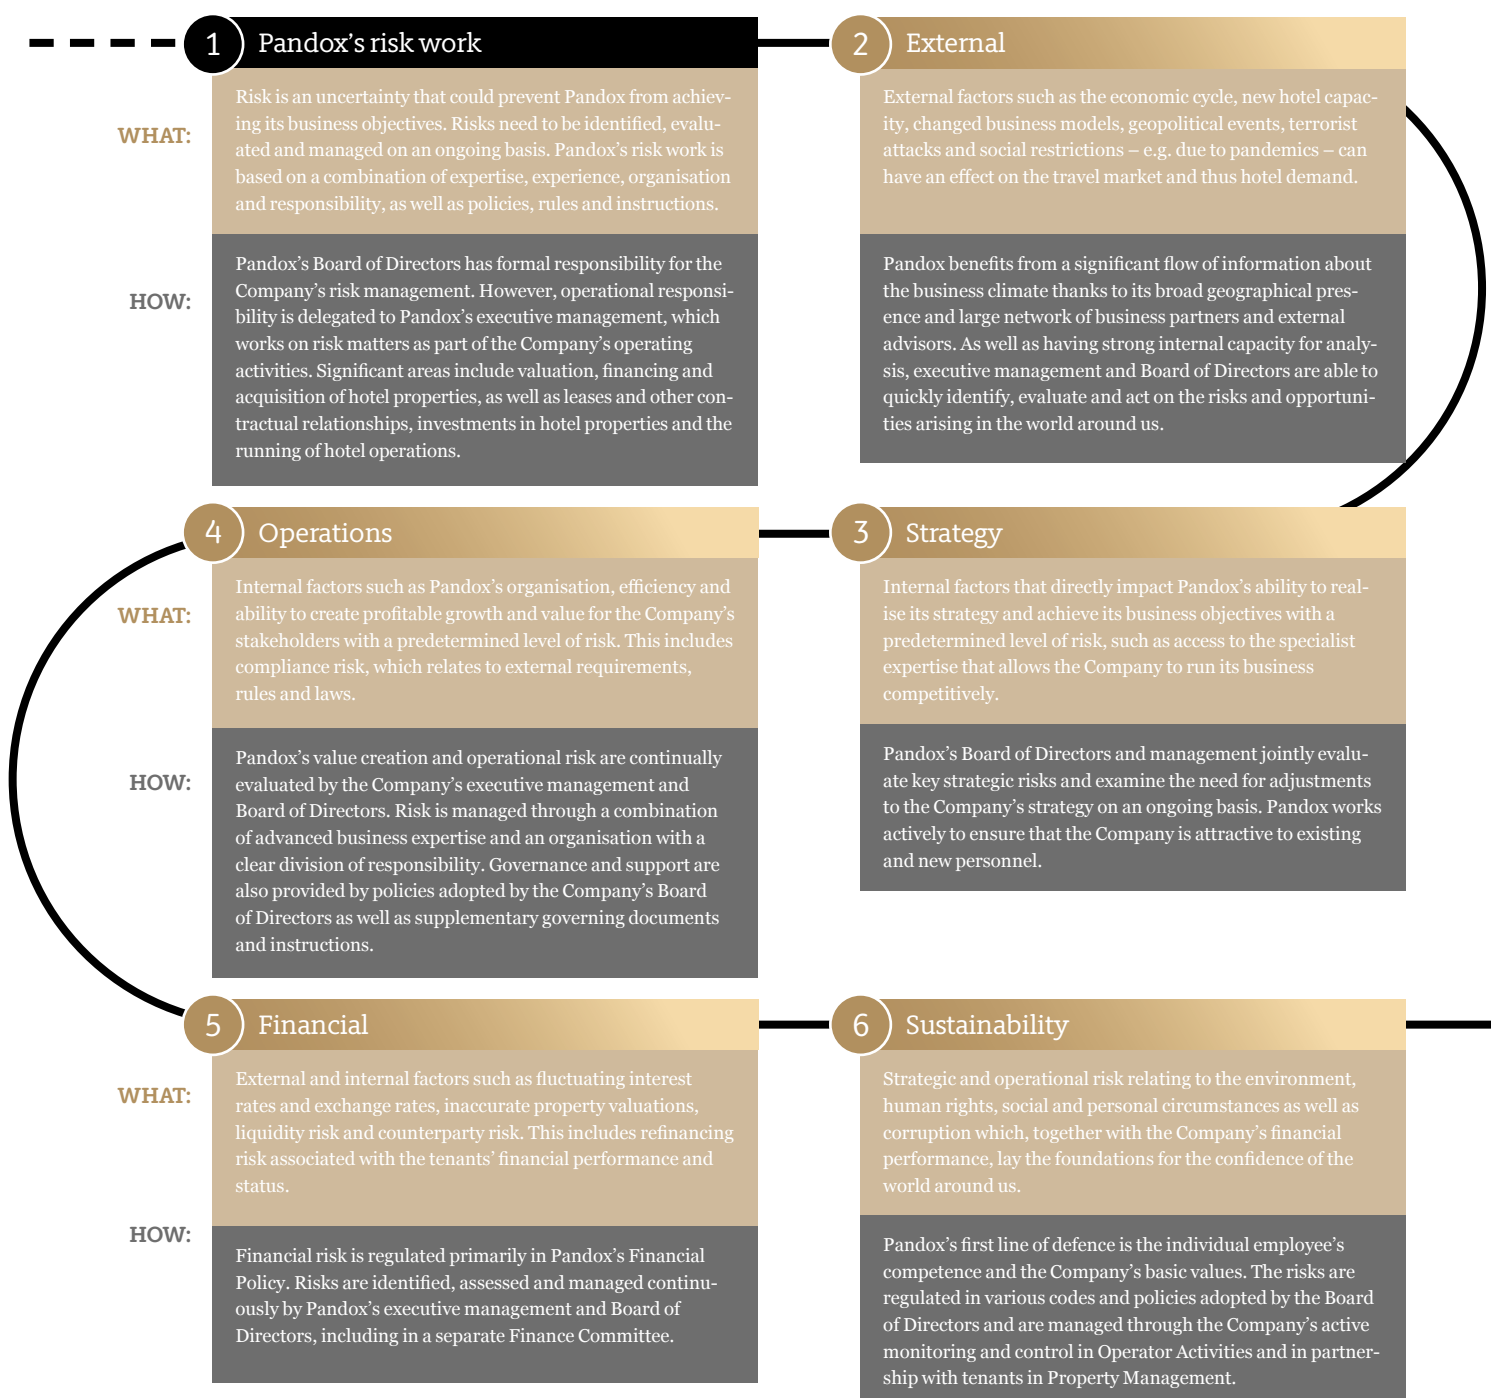 1 Pandox’s risk work
WHAT:
Risk is an uncertainty that could prevent Pandox from achiev-
ing its business objectives. Risks need to be identified, evalu-
ated and managed on an ongoing basis. Pandox’s risk work is
based on a combination of expertise, experience, organisation
and responsibility, as well as policies, rules and instructions.
HOW:
Pandox’s Board of Directors has formal responsibility for the
Company’s risk management. However, operational responsi-
bility is delegated to Pandox’s executive management, which
works on risk matters as part of the Company’s operating
activities. Significant areas include valuation, financing and
acquisition of hotel properties, as well as leases and other con-
tractual relationships, investments in hotel properties and the
running of hotel operations.
2 External
External factors such as the economic cycle, new hotel capac-
ity, changed business models, geopolitical events, terrorist
attacks and social restrictions – e.g. due to pandemics – can
have an effect on the travel market and thus hotel demand.
Pandox benefits from a significant flow of information about
the business climate thanks to its broad geographical pres-
ence and large network of business partners and external
advisors. As well as having strong internal capacity for analy-
sis, executive management and Board of Directors are able to
quickly identify, evaluate and act on the risks and opportuni-
ties arising in the world around us.
3 Strategy
Internal factors that directly impact Pandox’s ability to real-
ise its strategy and achieve its business objectives with a
predetermined level of risk, such as access to the specialist
expertise that allows the Company to run its business
competitively.
Pandox’s Board of Directors and management jointly evalu-
ate key strategic risks and examine the need for adjustments
to the Company’s strategy on an ongoing basis. Pandox works
actively to ensure that the Company is attractive to existing
and new personnel.
4 Operations
WHAT:
Internal factors such as Pandox’s organisation, efficiency and
ability to create profitable growth and value for the Company’s
stakeholders with a predetermined level of risk. This includes
compliance risk, which relates to external requirements,
rules and laws.
HOW:
Pandox’s value creation and operational risk are continually
evaluated by the Company’s executive management and
Board of Directors. Risk is managed through a combination
of advanced business expertise and an organisation with a
clear division of responsibility. Governance and support are
also provided by policies adopted by the Company’s Board
of Directors as well as supplementary governing documents
and instructions.
5 Financial
WHAT:
External and internal factors such as fluctuating interest
rates and exchange rates, inaccurate property valuations,
liquidity risk and counterparty risk. This includes refinancing
risk associated with the tenants’ financial performance and
status.
HOW:
Financial risk is regulated primarily in Pandox’s Financial
Policy. Risks are identified, assessed and managed continu-
ously by Pandox’s executive management and Board of
Directors, including in a separate Finance Committee.
6 Sustainability
Strategic and operational risk relating to the environment,
human rights, social and personal circumstances as well as
corruption which, together with the Company’s financial
performance, lay the foundations for the confidence of the
world around us.
Pandox’s first line of defence is the individual employee’s
competence and the Company’s basic values. The risks are
regulated in various codes and policies adopted by the Board
of Directors and are managed through the Company’s active
monitoring and control in Operator Activities and in partner-
ship with tenants in Property Management.